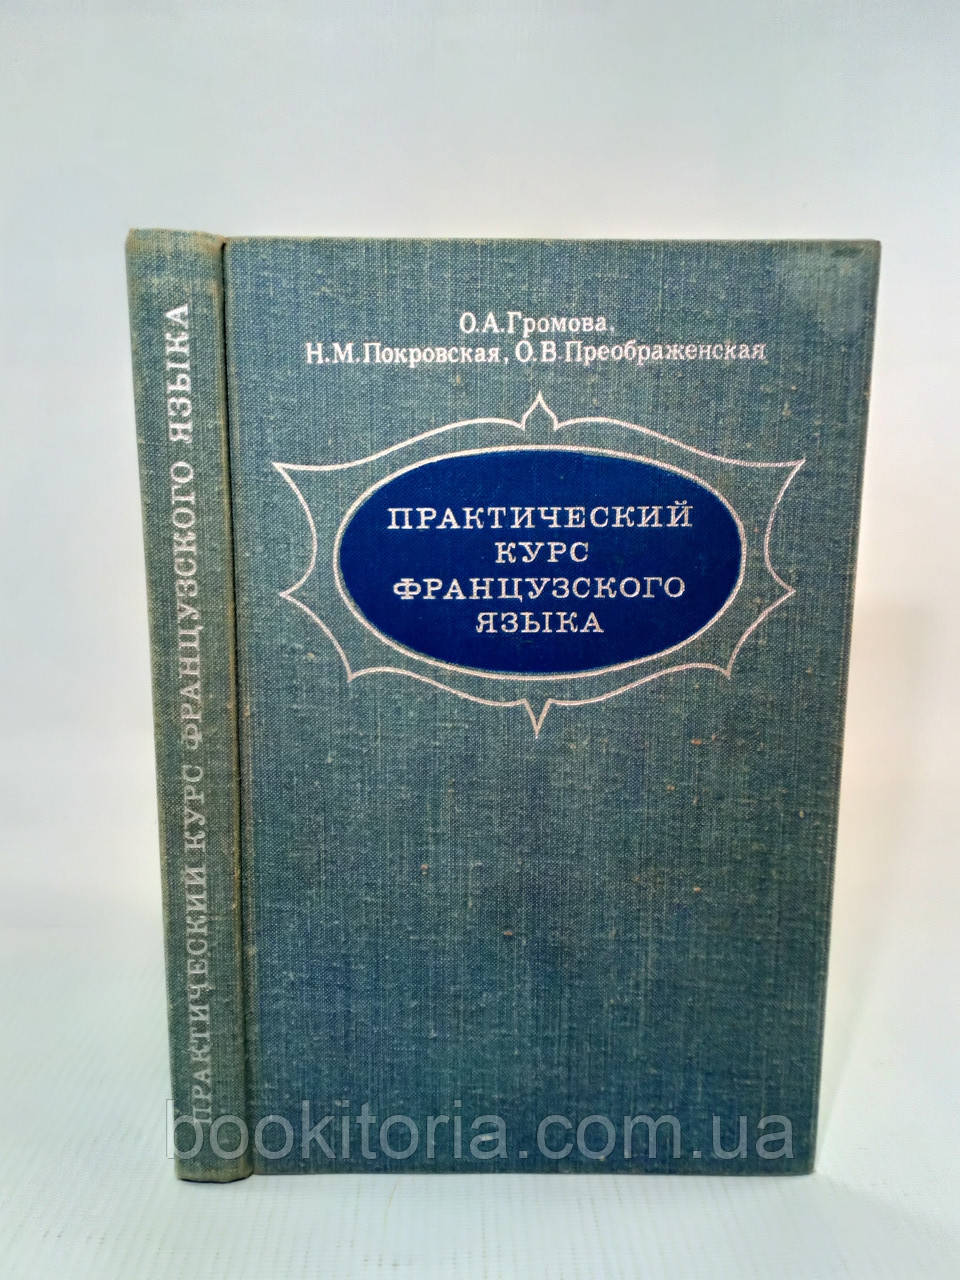 О.А.Громова,
Н.М.Покровская, О.В.Преображенская
ПРАКТИЧЕСКИЙ
КУРС
ФРАНЦУЗСКОГО
ЯЗЫКА
ПРАКТИЧЕСКИЙ КУРС ФРАНЦУЗСКОГО ЯЗЫКА
bookitoria.com.ua